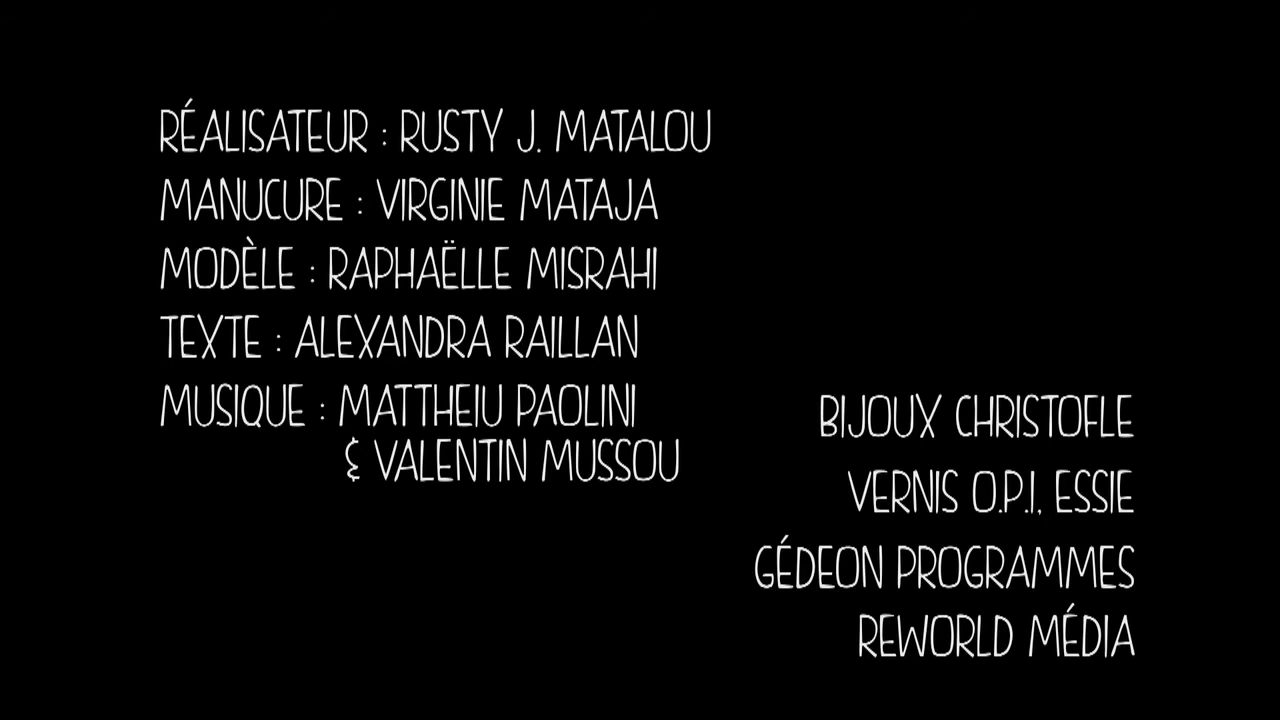 RÉALISATEUR : RUSTY J. MATALOU
MANUCURE : VIRGINIE MATAJA
MODÈLE : RAPHAËLLE MISRAHI
TEXTE : ALEXANDRA RAILLAN
MUSIQUE : MATTHEIU PAOLINI
& VALENTIN MUSSOU
BIJOUX CHRISTOFLE
VERNIS O.P.I, ESSIE
GÉDEON PROGRAMMES
REWORLD MÉDIA